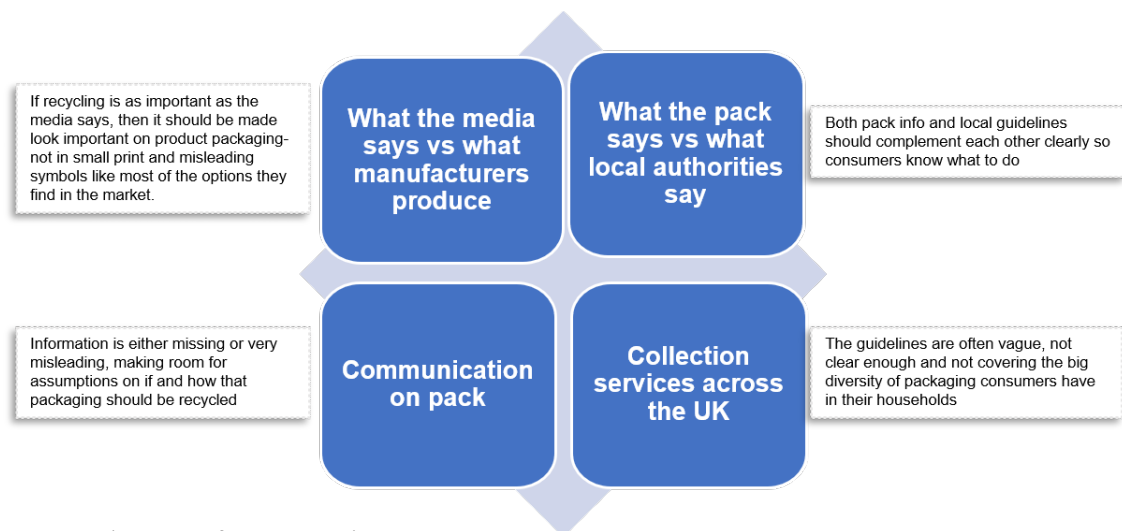 If recycling is as important as the
media says, then it should be made
look important on product packaging-
not in small print and misleading
symbols like most of the options they
find in the market.
What the media
says vs what
manufacturers
produce
What the pack
says vs what
local authorities
say
Both pack info and local guidelines
should complement each other clearly so
consumers know what to do
Information is either missing or very
misleading, making room for
assumptions on if and how that
packaging should be recycled
Communication
on pack
Collection
services across
the UK
The guidelines are often vague, not
clear enough and not covering the big
diversity of packaging consumers have
in their households